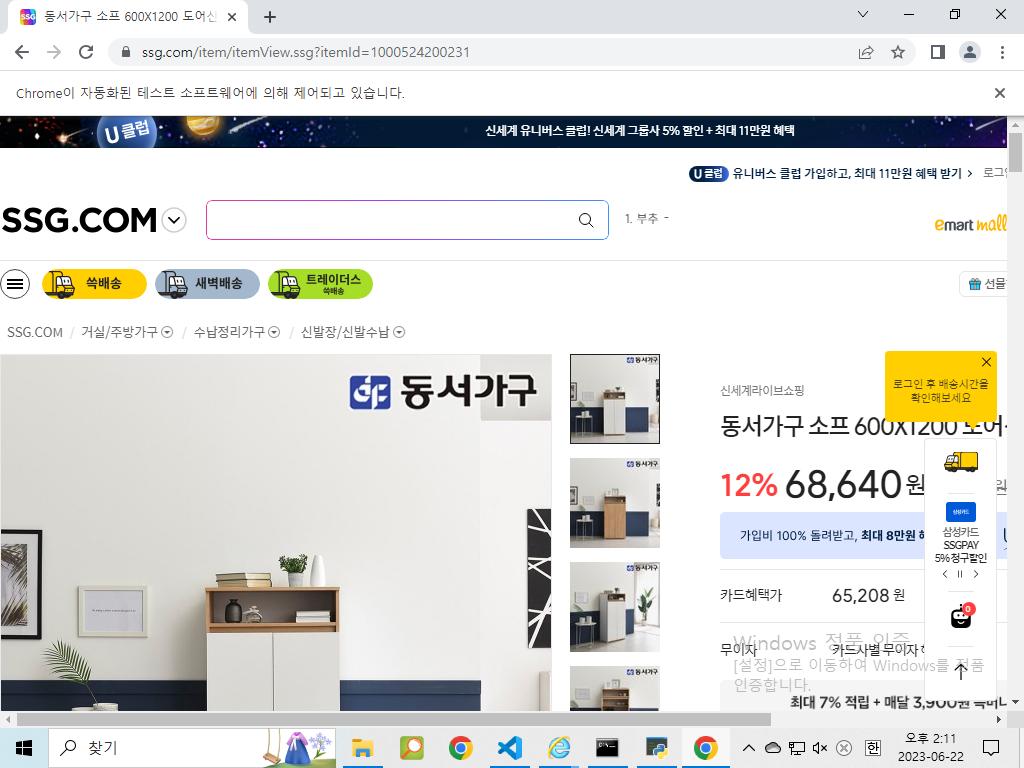 동서가구 소프 600X1200 도어신
ssg.com/item/itemView.ssg?itemId=1000524200231
Chrome이 자동화된 테스트 소프트웨어에 의해 제어되고 있습니다.
U클럽
신세계 유니버스 클럽! 신세계 그룹사 5% 할인 + 최대 11만원 혜택
U 클럽 유니버스 클럽 가입하고, 최대 11만원 혜택 받기 >
SSG.COM
1. 부추 -
emart mall
쓱배송
새벽배송
트레이더스
쓱배송
선물
SSG.COM / 거실/주방가구 / 수납정리가구 / 신발장/신발수납
동서가구
신세계라이브쇼핑
로그인 후 배송시간을
확인해보세요
동서가구 소프 600X1200 도어
12% 68,640원
가입비 100% 돌려받고, 최대 8만원
삼성카드
삼성카드
SSGPAY
5% 청구할인
카드혜택가
65,208 원
0
무이자
카드사별 무이자
Windows 정품 인증
[설정]으로 이동하여 Windows를 정품
인증합니다.
최대 7% 적립 + 매달 3,900원
찾기
한
오후 2:11
2023-06-22